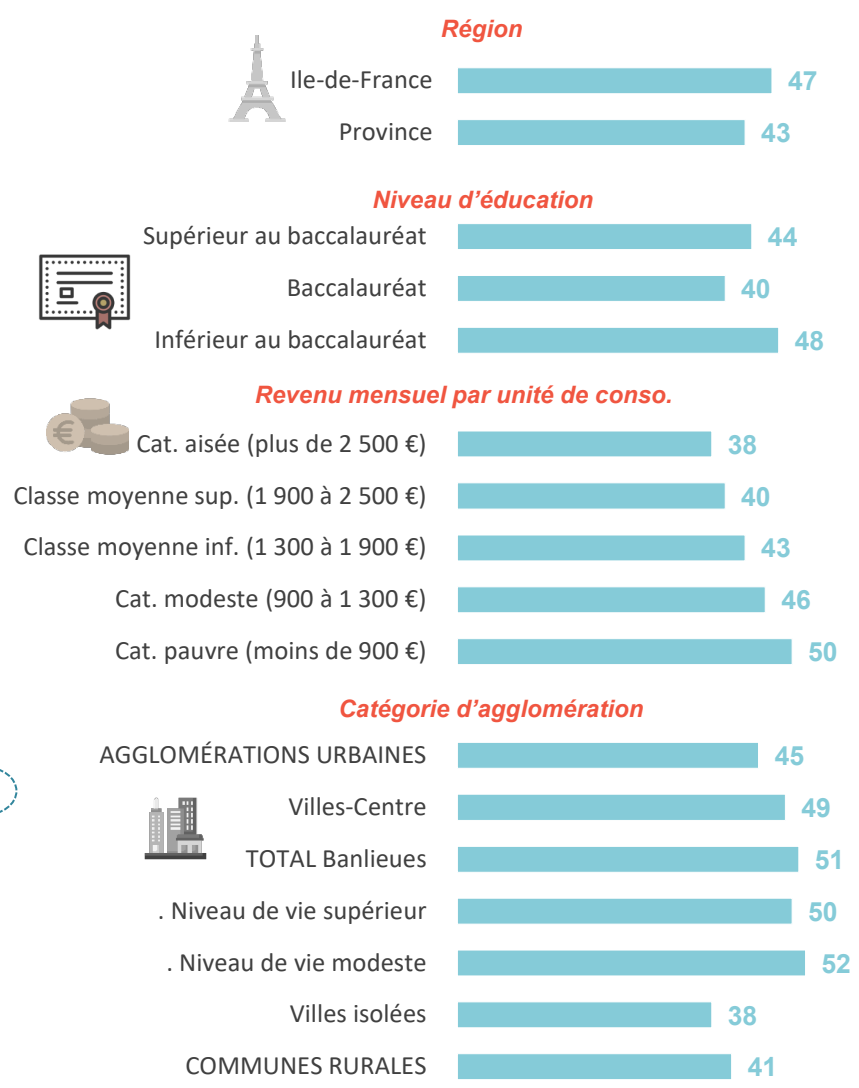 Région
Ile-de-France 47
Province 43
Niveau d’éducation
Supérieur au baccalauréat 44
Baccalauréat 40
Inférieur au baccalauréat 48
Revenu mensuel par unité de conso.
€
Cat. aisée (plus de 2 500 €) 38
Classe moyenne sup. (1 900 à 2 500 €) 40
Classe moyenne inf. (1 300 à 1 900 €) 43
Cat. modeste (900 à 1 300 €) 46
Cat. pauvre (moins de 900 €) 50
Catégorie d’agglomération
AGGLOMÉRATIONS URBAINES 45
Villes-Centre 49
TOTAL Banlieues 51
. Niveau de vie supérieur 50
. Niveau de vie modeste 52
Villes isolées 38
COMMUNES RURALES 41